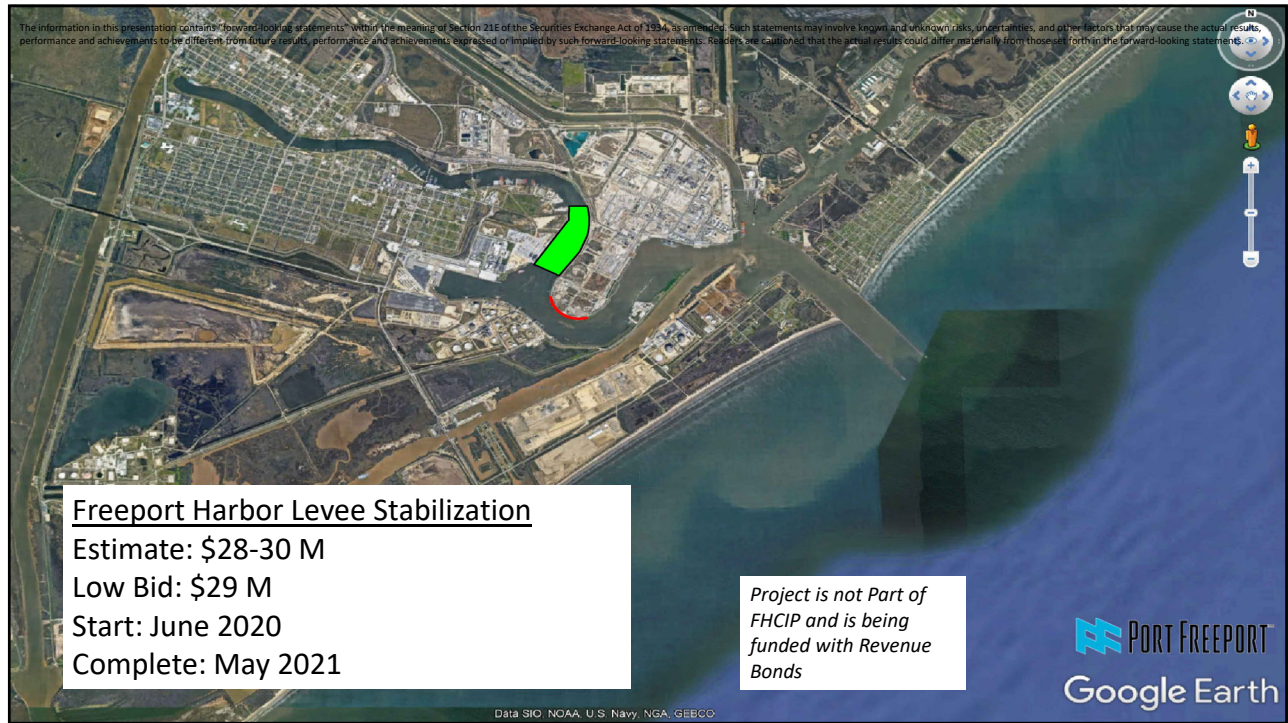 The information in this presentation contains "forward-looking statements" within the meaning of Section 21E of the Securities Exchange Act of 1934, as amended. Such statements may involve known and unknown risks, uncertainties, and other factors that may cause the actual results,
performance and achievements to be different from future results, performance and achievements expressed or implied by such forward-looking statements. Readers are cautioned that the actual results could differ materially from those set forth in the forward-looking statements.
N
Freeport Harbor Levee Stabilization
Estimate: $28-30 M
Low Bid: $29 M
Start: June 2020
Complete: May 2021
Project is not Part of
FHCIP and is being
funded with Revenue
Bonds
PORT FREEPORT
Google Earth
Data SIO, NOAA, U.S. Navy, NGA, GEBCO